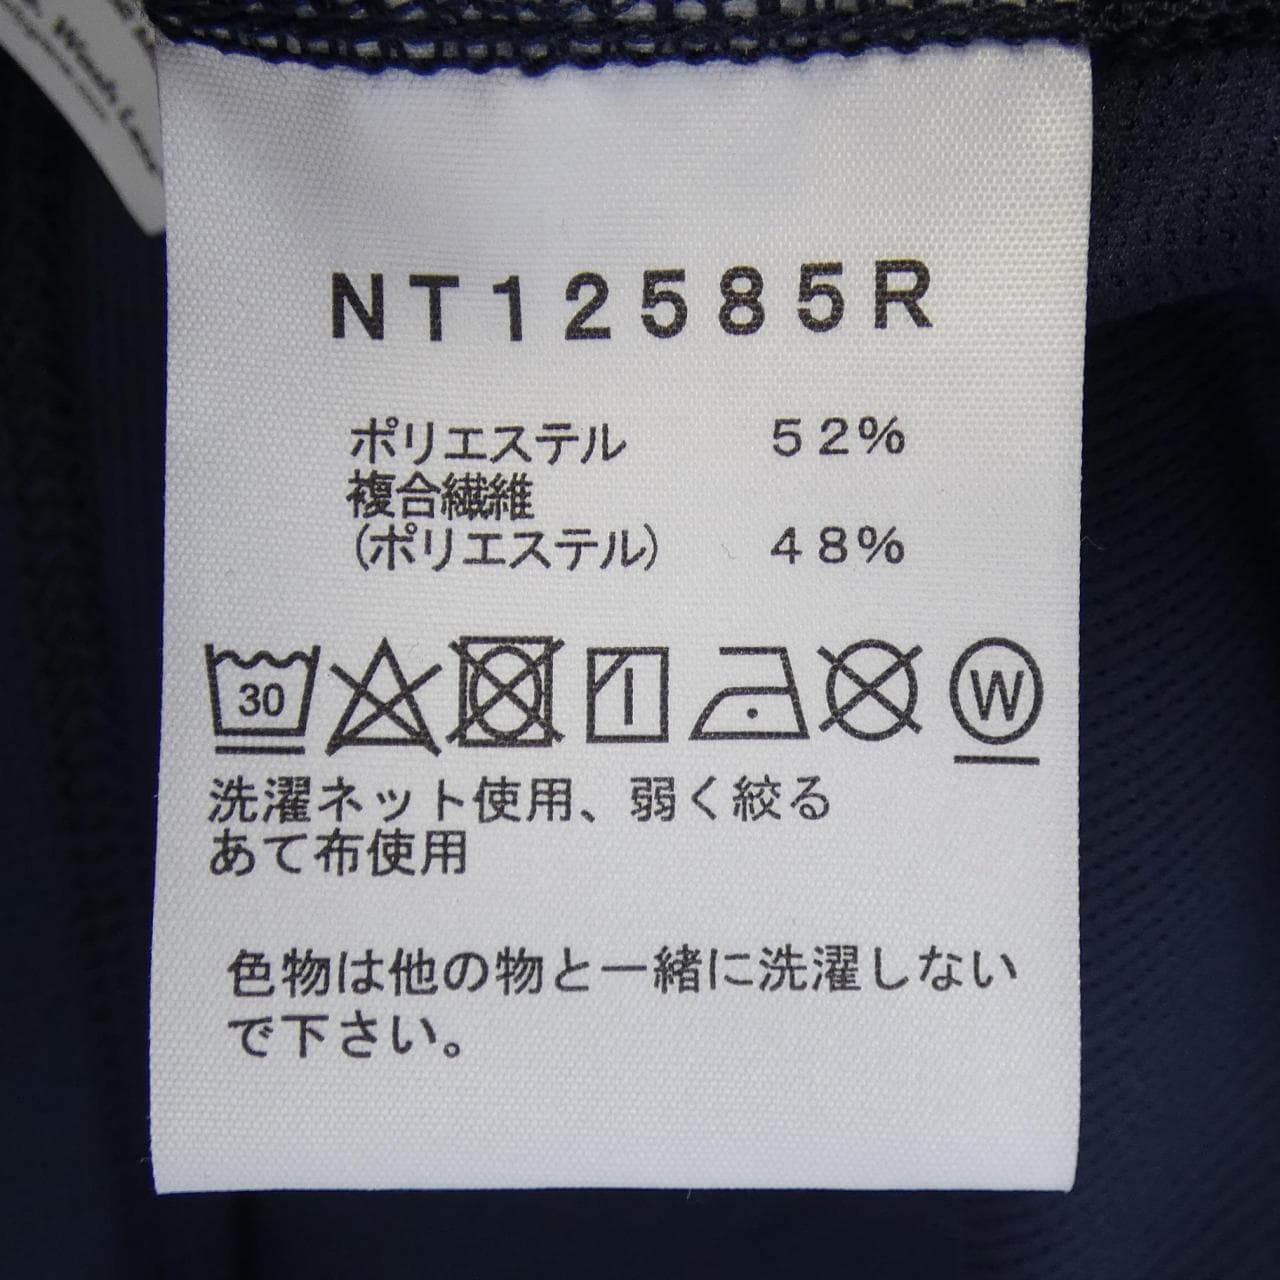 Wash Low
NT12585R
ポリエステル 52%
複合繊維
(ポリエステル) 48%
30
W
洗濯ネット使用、弱く絞る
あて布使用
色物は他の物と一緒に洗濯しない
で下さい。